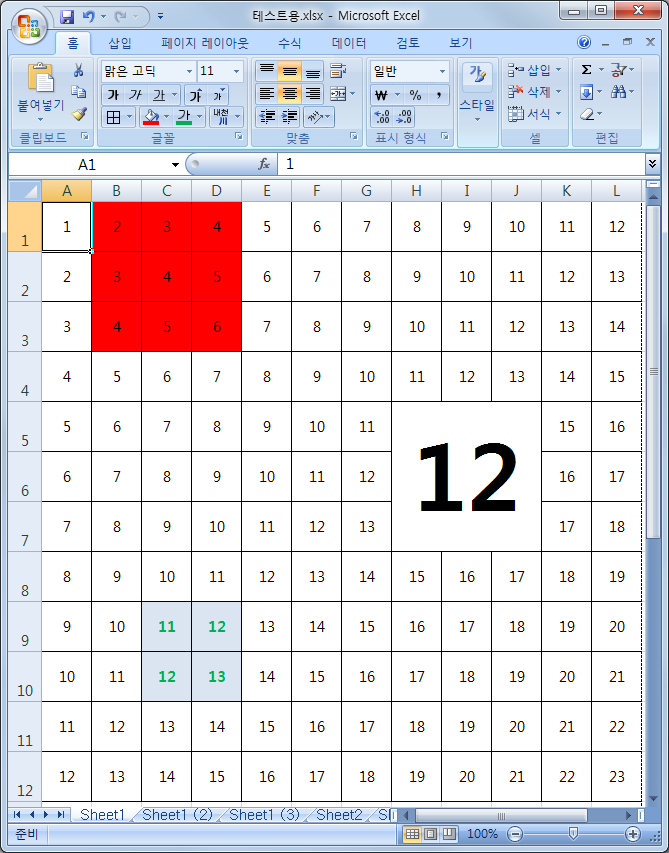 테스트용.xlsx - Microsoft Excel
홈 삽입 페이지 레이아웃 수식 데이터 검토 보기
맑은 고딕 11 일반
붙여넣기 가 가 가 가 가 W % , 스타일 삽입 Σ
가 가 내천 삭제
서식
클립보드 글꼴 맞춤 표시 형식 셀 편집
A1 fx 1
A B C D E F G H I J K L
1 1 2 3 4 5 6 7 8 9 10 11 12
2 2 3 4 5 6 7 8 9 10 11 12 13
3 3 4 5 6 7 8 9 10 11 12 13 14
4 4 5 6 7 8 9 10 11 12 13 14 15
5 5 6 7 8 9 10 11 15 16
6 6 7 8 9 10 11 12 12 16 17
7 7 8 9 10 11 12 13 17 18
8 8 9 10 11 12 13 14 15 16 17 18 19
9 9 10 11 12 13 14 15 16 17 18 19 20
10 10 11 12 13 14 15 16 17 18 19 20 21
11 11 12 13 14 15 16 17 18 19 20 21 22
12 12 13 14 15 16 17 18 19 20 21 22 23
Sheet1 Sheet1 (2) Sheet1 (3) Sheet2
준비 100%